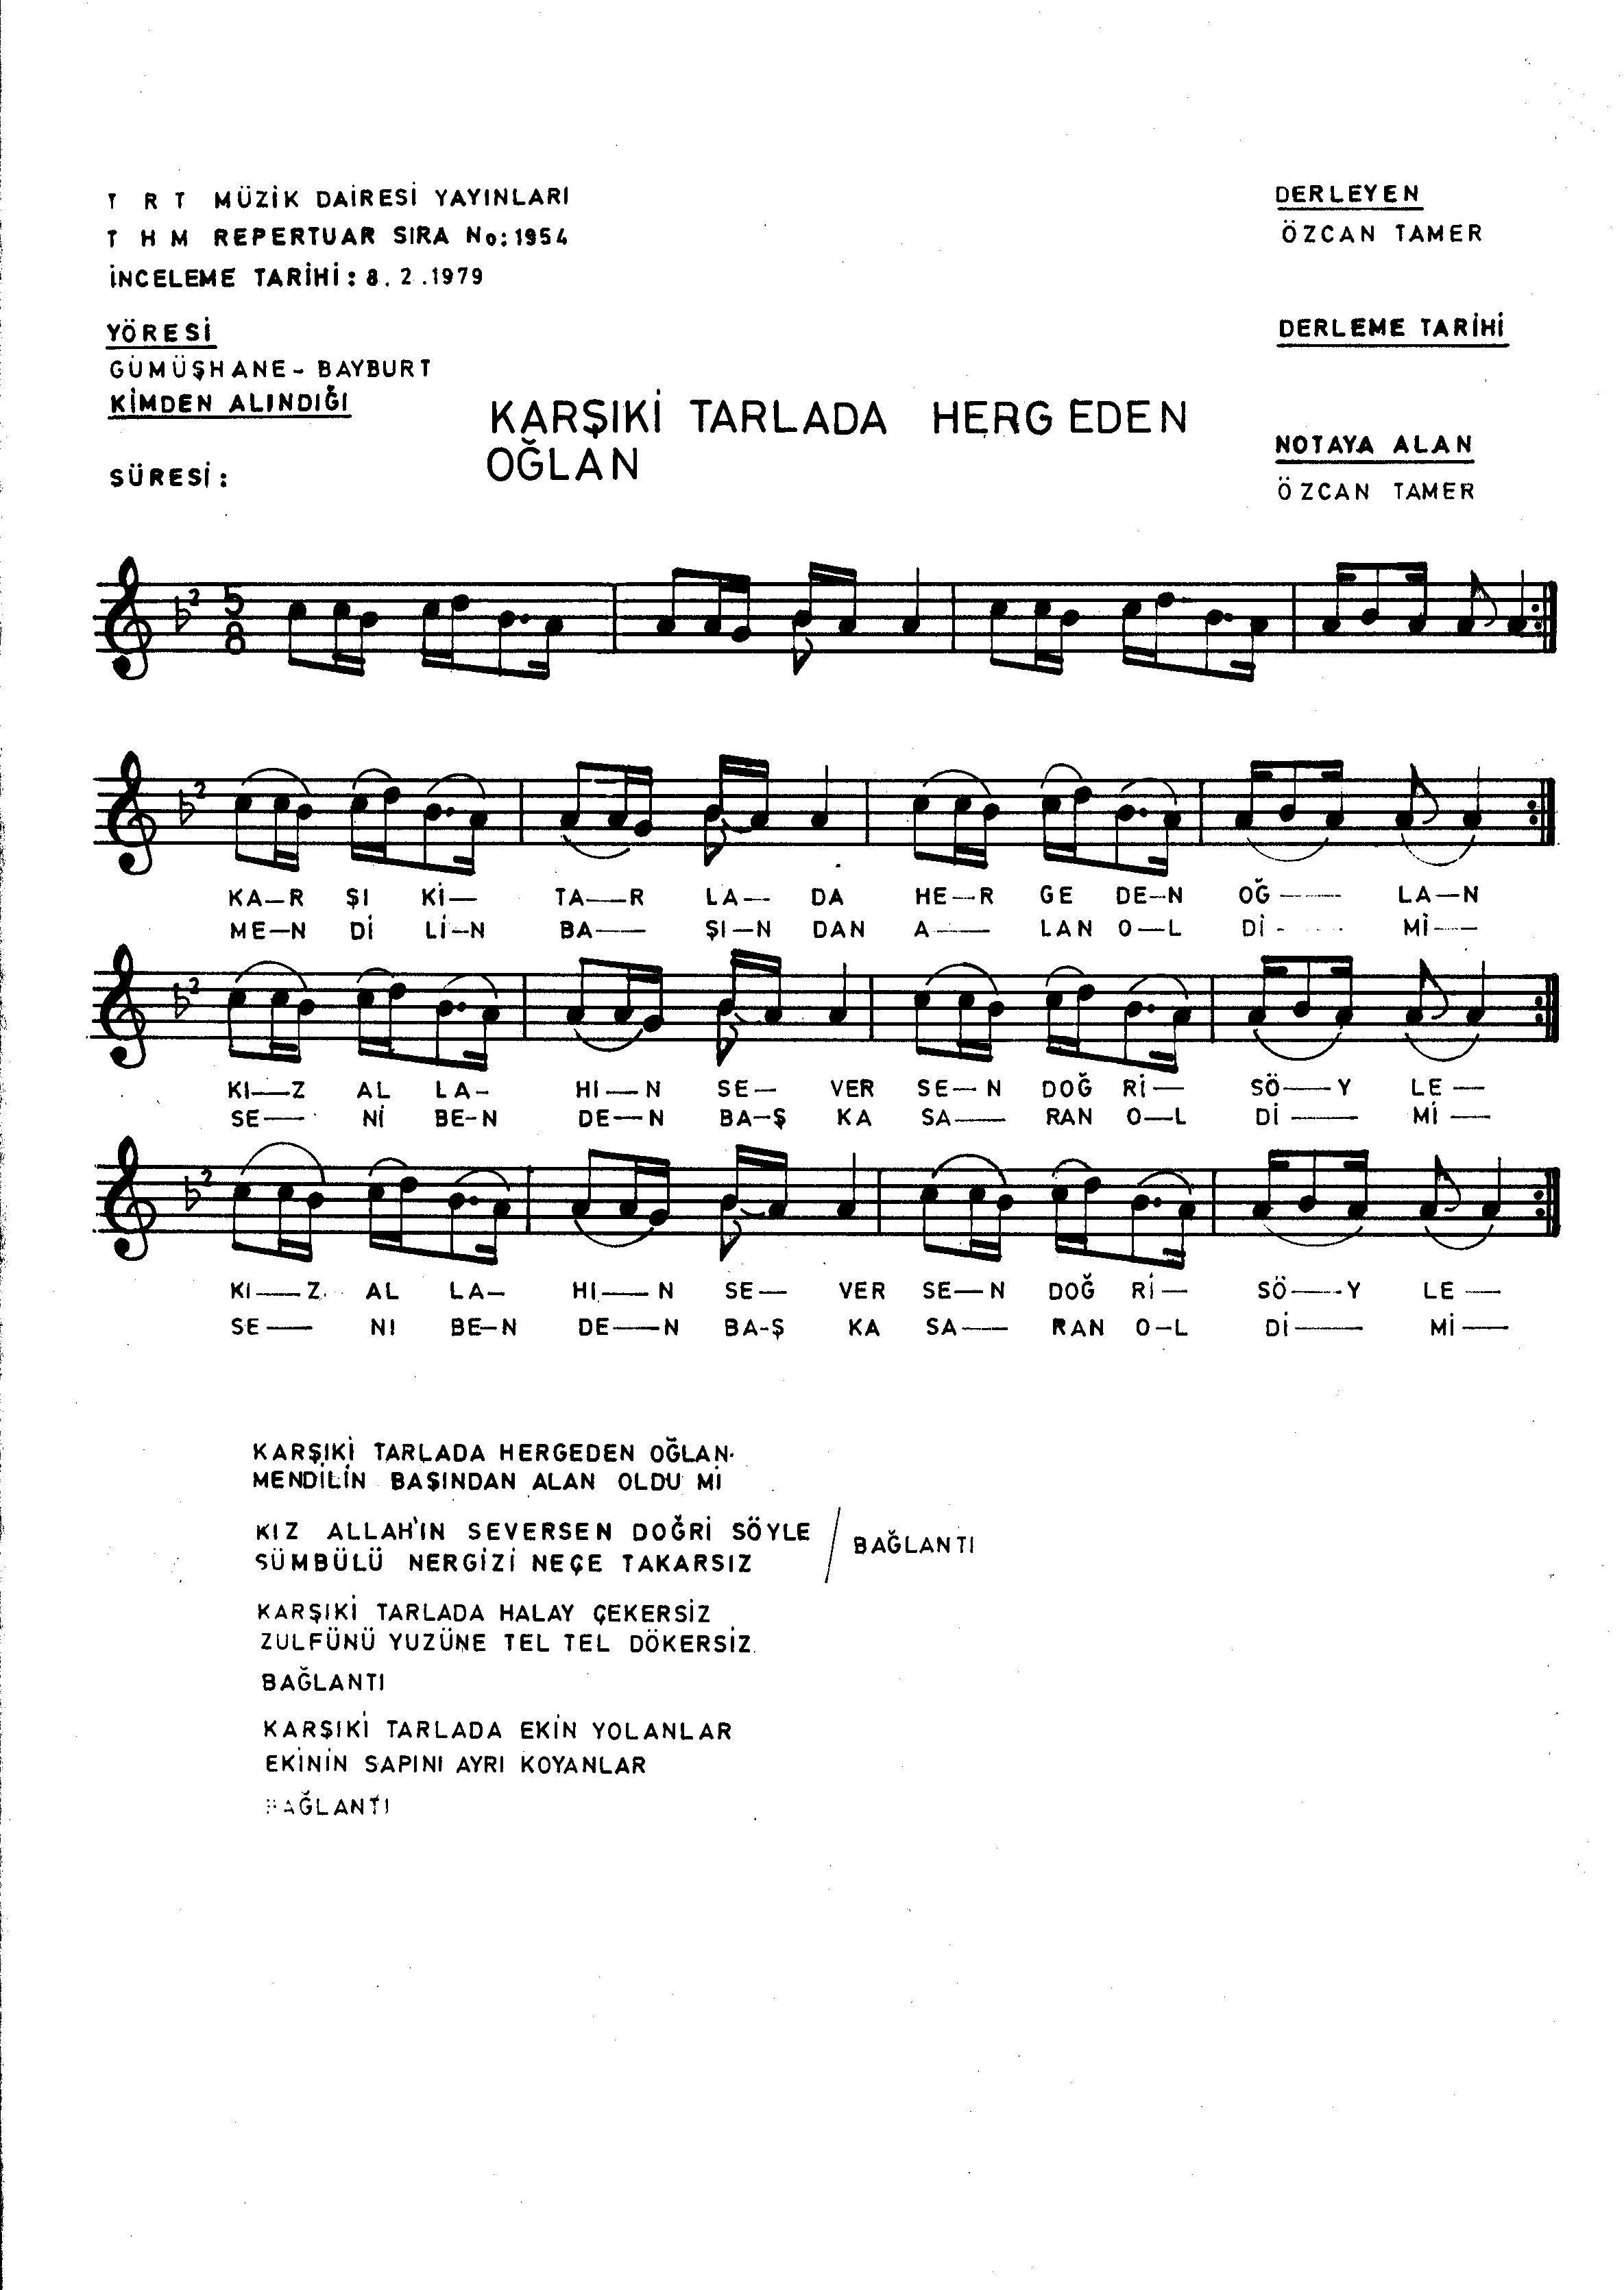 T R T MÜZİK DAİRESİ YAYINLARI
T H M REPERTUAR SIRA No: 1954
İNCELEME TARİHİ : 8. 2 .1979
YÖRESİ
GÜMÜŞHANE - BAYBURT
KİMDEN ALINDIĞI
SÜRESİ :
DERLEYEN
ÖZCAN TAMER
DERLEME TARİHİ
NOTAYA ALAN
ÖZCAN TAMER
KARŞIKİ TARLADA HERG EDEN
OĞLAN
5
8
KA—R ŞI Kİ— TA—R LA— DA HE—R GE DE—N OĞ — LA—N
ME—N Dİ Lİ—N BA— ŞI—N DAN A— LAN O—L Dİ - Mİ—
KI—Z AL LA- HI—N SE— VER SE—N DOĞ Rİ— SÖ—Y LE—
SE— Nİ BE-N DE—N BA—Ş KA SA— RAN O—L Dİ— Mİ—
KI—Z AL LA— HI—N SE— VER SE—N DOĞ Rİ— SÖ—Y LE—
SE— NI BE—N DE—N BA-Ş KA SA— RAN O—L Dİ— Mİ—
KARŞIKİ TARLADA HERGEDEN OĞLAN
MENDİLİN BAŞINDAN ALAN OLDU Mİ
KIZ ALLAH'IN SEVERSEN DOĞRİ SÖYLE
SÜMBÜLÜ NERGİZİ NEÇE TAKARSIZ
BAĞLANTI
KARŞIKİ TARLADA HALAY ÇEKERSİZ
ZULFÜNÜ YUZÜNE TEL TEL DÖKERSİZ
BAĞLANTI
KARŞIKİ TARLADA EKİN YOLANLAR
EKİNİN SAPINI AYRI KOYANLAR
BAĞLANTI